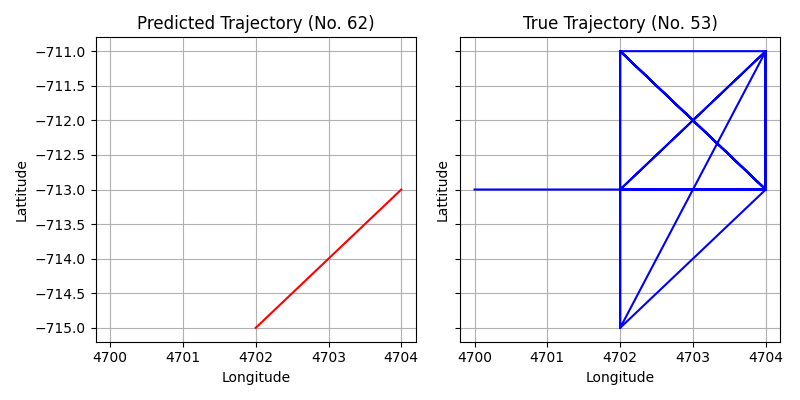 Predicted Trajectory (No. 62)
True Trajectory (No. 53)
−711.0
−711.5
−712.0
−712.5
−713.0
−713.5
−714.0
−714.5
−715.0
Lattitude
Lattitude
4700 4701 4702 4703 4704
4700 4701 4702 4703 4704
Longitude
Longitude